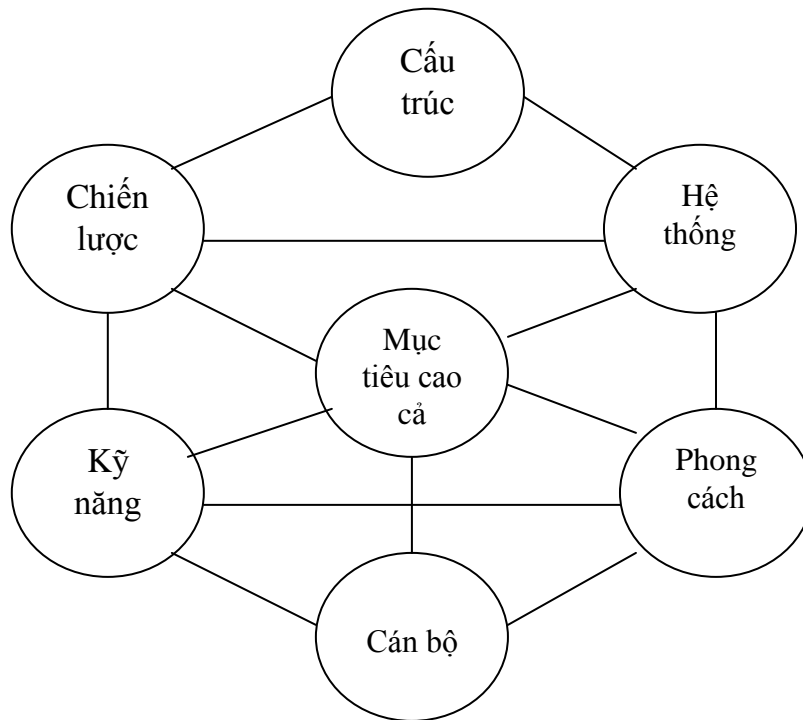 Cấu
trúc
Chiến
lược
Hệ
thống
Mục
tiêu cao
cả
Kỹ
năng
Phong
cách
Cán bộ